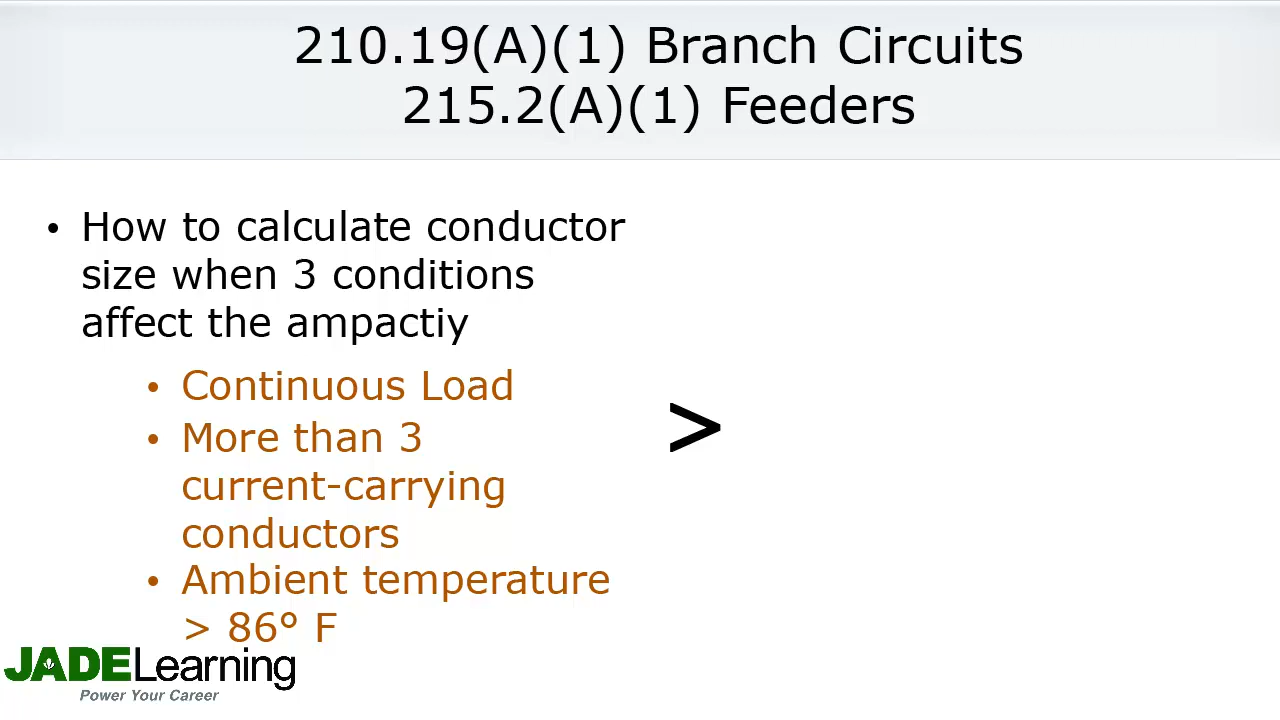 210.19(A)(1) Branch Circuits
215.2(A)(1) Feeders
• How to calculate conductor
size when 3 conditions
affect the ampactiy
• Continuous Load
• More than 3
current-carrying
conductors
• Ambient temperature
> 86° F
>
JADELearning
Power Your Career